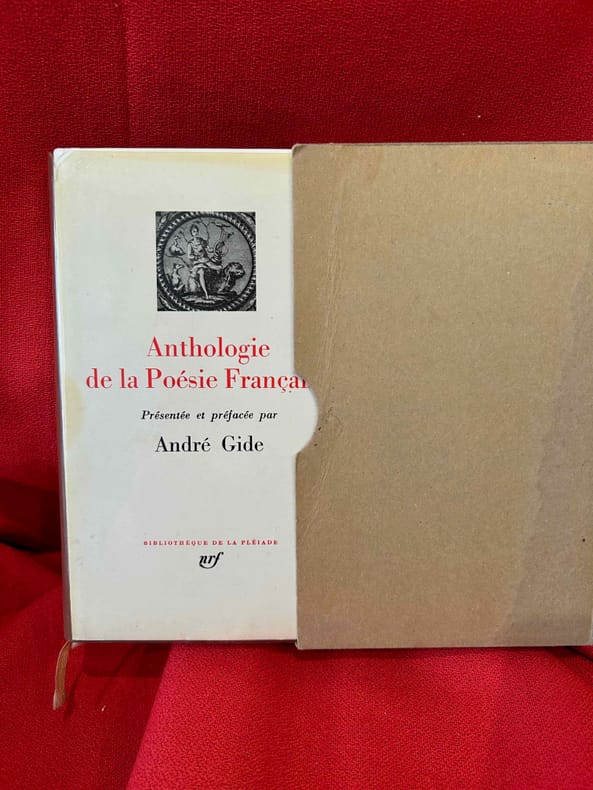 Anthologie
de la Poésie Françai
Présentée et préfacée par
André Gide
BIBLIOTHÈQUE DE LA PLÉIADE
nrf